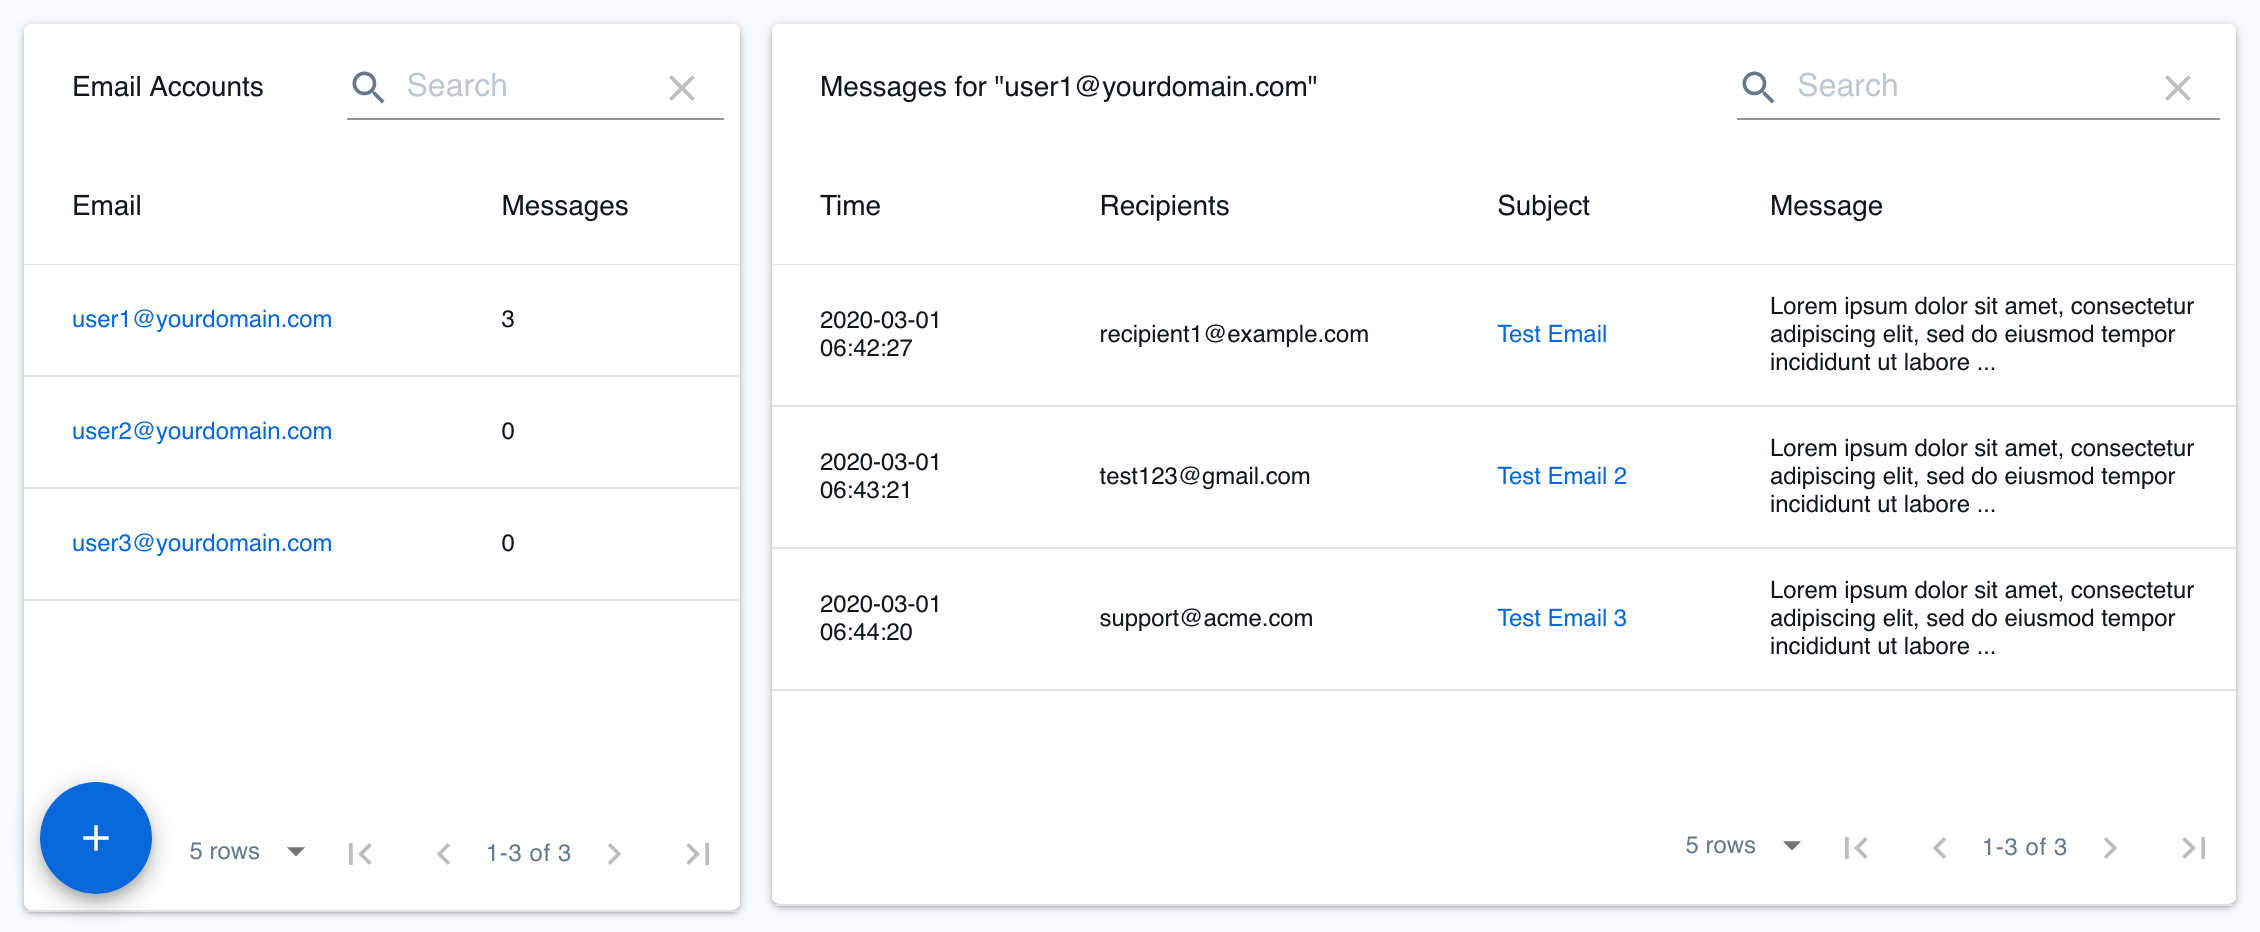 Email Accounts
Search
Email
Messages
user1@yourdomain.com
3
user2@yourdomain.com
0
user3@yourdomain.com
0
5 rows
1-3 of 3
Messages for "user1@yourdomain.com"
Search
Time
Recipients
Subject
Message
2020-03-01
06:42:27
recipient1@example.com
Test Email
Lorem ipsum dolor sit amet, consectetur
adipiscing elit, sed do eiusmod tempor
incididunt ut labore ...
2020-03-01
06:43:21
test123@gmail.com
Test Email 2
Lorem ipsum dolor sit amet, consectetur
adipiscing elit, sed do eiusmod tempor
incididunt ut labore ...
2020-03-01
06:44:20
support@acme.com
Test Email 3
Lorem ipsum dolor sit amet, consectetur
adipiscing elit, sed do eiusmod tempor
incididunt ut labore ...
5 rows
1-3 of 3